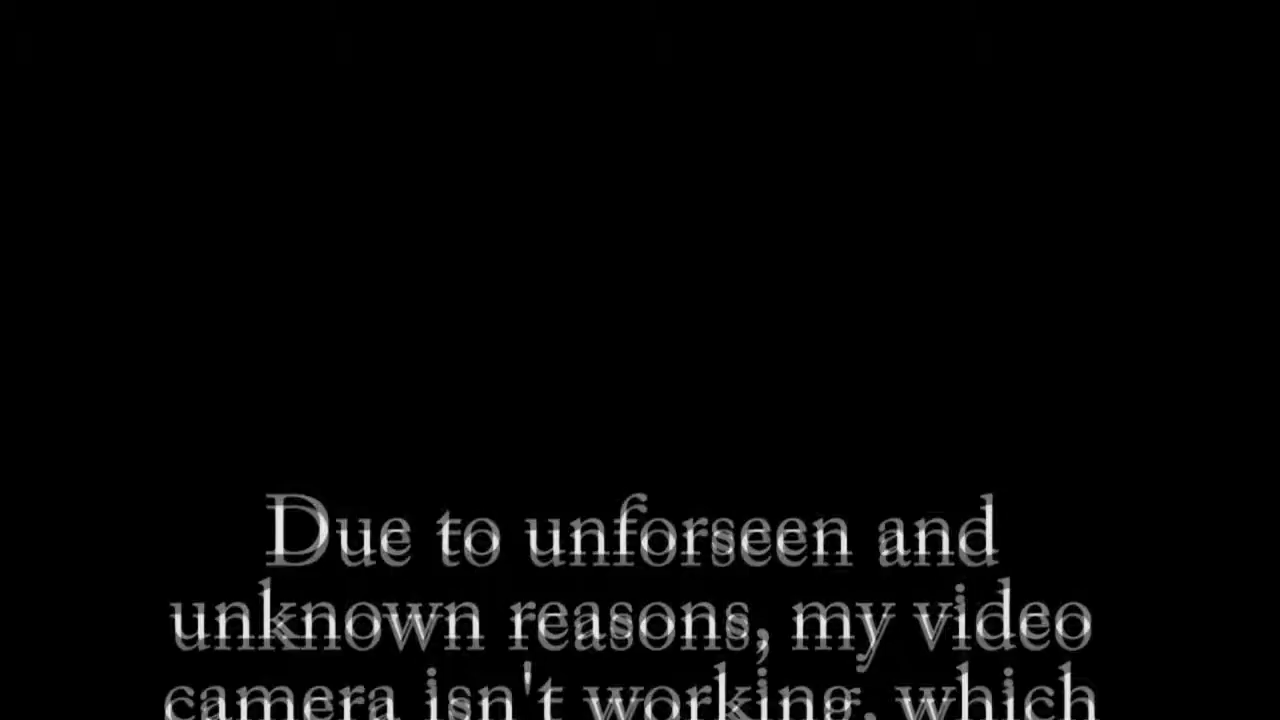 Due to unforseen and
unknown reasons, my video
camera isn't working, which